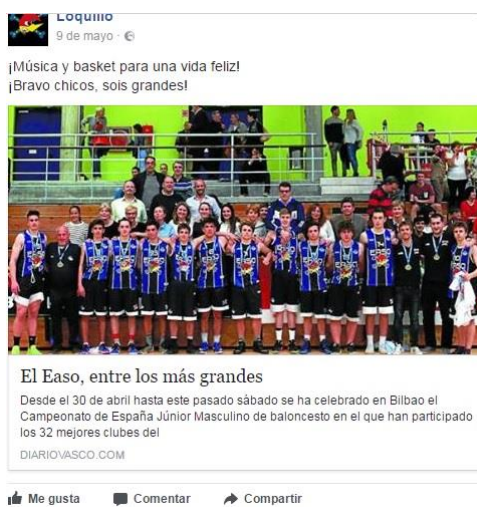 Loquillo
9 de mayo ·
¡Música y basket para una vida feliz!
¡Bravo chicos, sois grandes!
El Easo, entre los más grandes
Desde el 30 de abril hasta este pasado sábado se ha celebrado en Bilbao el
Campeonato de España Júnior Masculino de baloncesto en el que han participado
los 32 mejores clubes del
DIARIOVASCO.COM
Me gusta Comentar Compartir